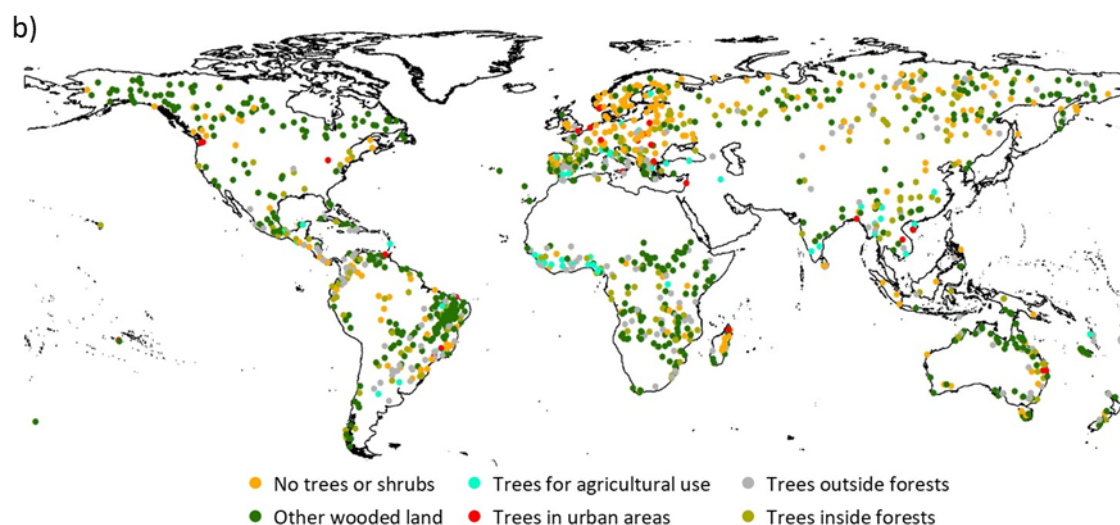 b)
No trees or shrubs
Trees for agricultural use
Trees outside forests
Other wooded land
Trees in urban areas
Trees inside forests